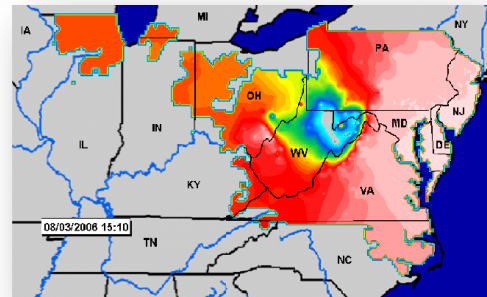 IA
MI
NY
PA
OH
NJ
IN
MD
IL
DE
WV
KY
VA
08/03/2006 15:10
TN
NC